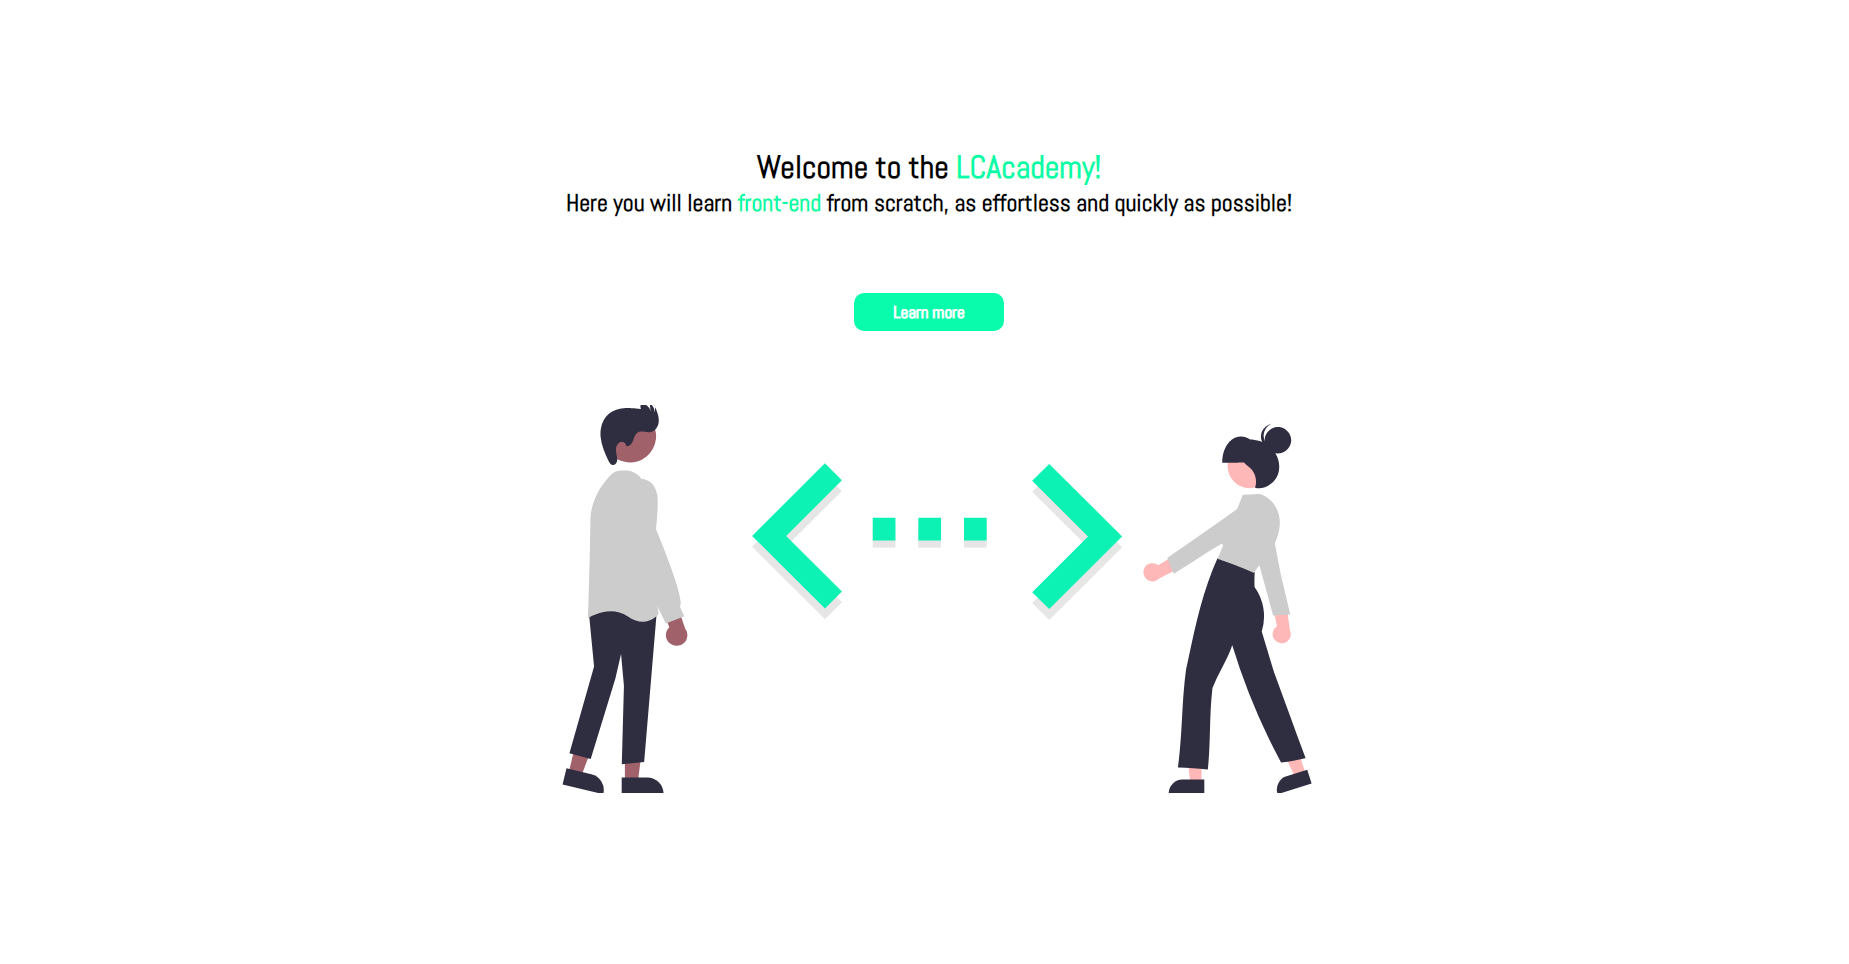 Welcome to the LCAcademy!
Here you will learn front-end from scratch, as effortless and quickly as possible!
Learn more